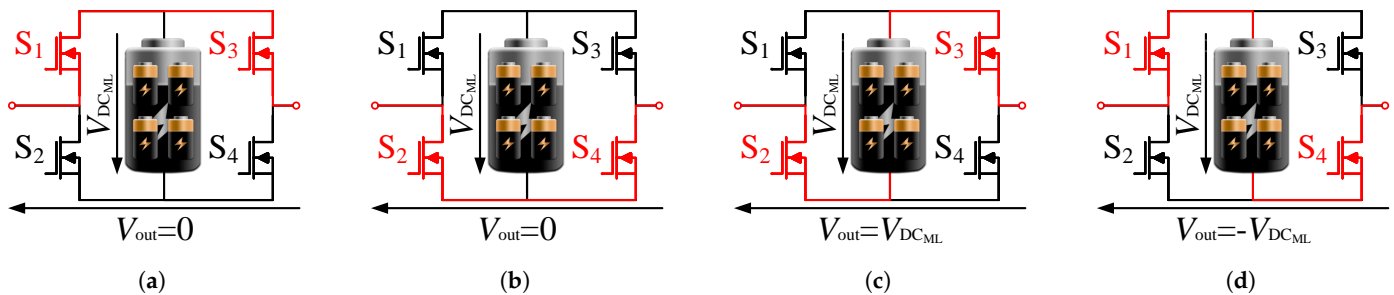 S1 S3 VDCML S2 S4
Vout=0
(a)
S1 S3 VDCML S2 S4
Vout=0
(b)
S1 S3 VDCML S2 S4
Vout=VDCML
(c)
S1 S3 VDCML S2 S4
Vout=-VDCML
(d)